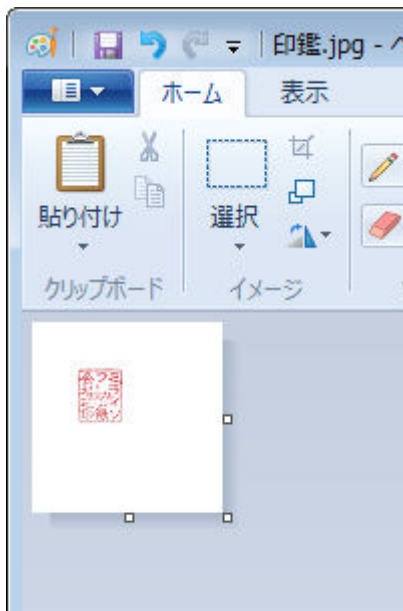 印鑑.jpg - ペ
ホーム 表示
貼り付け
選択
クリップボード
イメージ